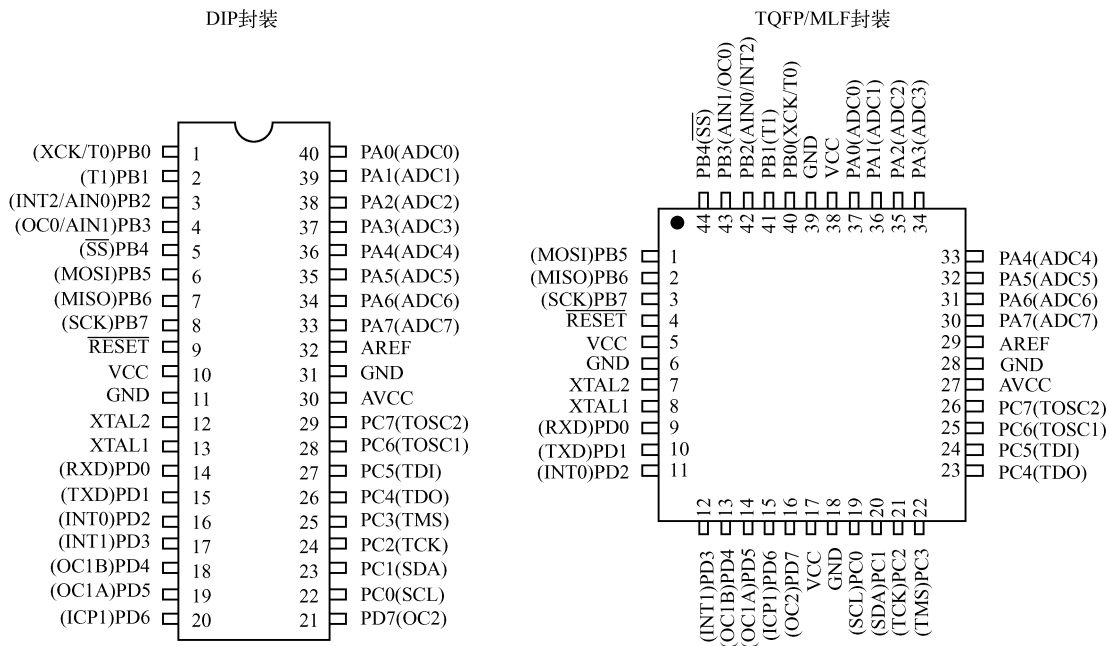 DIP封装
(XCK/T0)PB0 1 40 PA0(ADC0)
(T1)PB1 2 39 PA1(ADC1)
(INT2/AIN0)PB2 3 38 PA2(ADC2)
(OC0/AIN1)PB3 4 37 PA3(ADC3)
(S̅S̅)PB4 5 36 PA4(ADC4)
(MOSI)PB5 6 35 PA5(ADC5)
(MISO)PB6 7 34 PA6(ADC6)
(SCK)PB7 8 33 PA7(ADC7)
R̅E̅S̅E̅T̅ 9 32 AREF
VCC 10 31 GND
GND 11 30 AVCC
XTAL2 12 29 PC7(TOSC2)
XTAL1 13 28 PC6(TOSC1)
(RXD)PD0 14 27 PC5(TDI)
(TXD)PD1 15 26 PC4(TDO)
(INT0)PD2 16 25 PC3(TMS)
(INT1)PD3 17 24 PC2(TCK)
(OC1B)PD4 18 23 PC1(SDA)
(OC1A)PD5 19 22 PC0(SCL)
(ICP1)PD6 20 21 PD7(OC2)
TQFP/MLF封装
PB4(S̅S̅) 44
PB3(AIN1/OC0) 43
PB2(AIN0/INT2) 42
PB1(T1) 41
PB0(XCK/T0) 40
GND 39
VCC 38
PA0(ADC0) 37
PA1(ADC1) 36
PA2(ADC2) 35
PA3(ADC3) 34
(MOSI)PB5 1 33 PA4(ADC4)
(MISO)PB6 2 32 PA5(ADC5)
(SCK)PB7 3 31 PA6(ADC6)
R̅E̅S̅E̅T̅ 4 30 PA7(ADC7)
VCC 5 29 AREF
GND 6 28 GND
XTAL2 7 27 AVCC
XTAL1 8 26 PC7(TOSC2)
(RXD)PD0 9 25 PC6(TOSC1)
(TXD)PD1 10 24 PC5(TDI)
(INT0)PD2 11 23 PC4(TDO)
12 (INT1)PD3
13 (OC1B)PD4
14 (OC1A)PD5
15 (ICP1)PD6
16 (OC2)PD7
17 VCC
18 GND
19 (SCL)PC0
20 (SDA)PC1
21 (TCK)PC2
22 (TMS)PC3